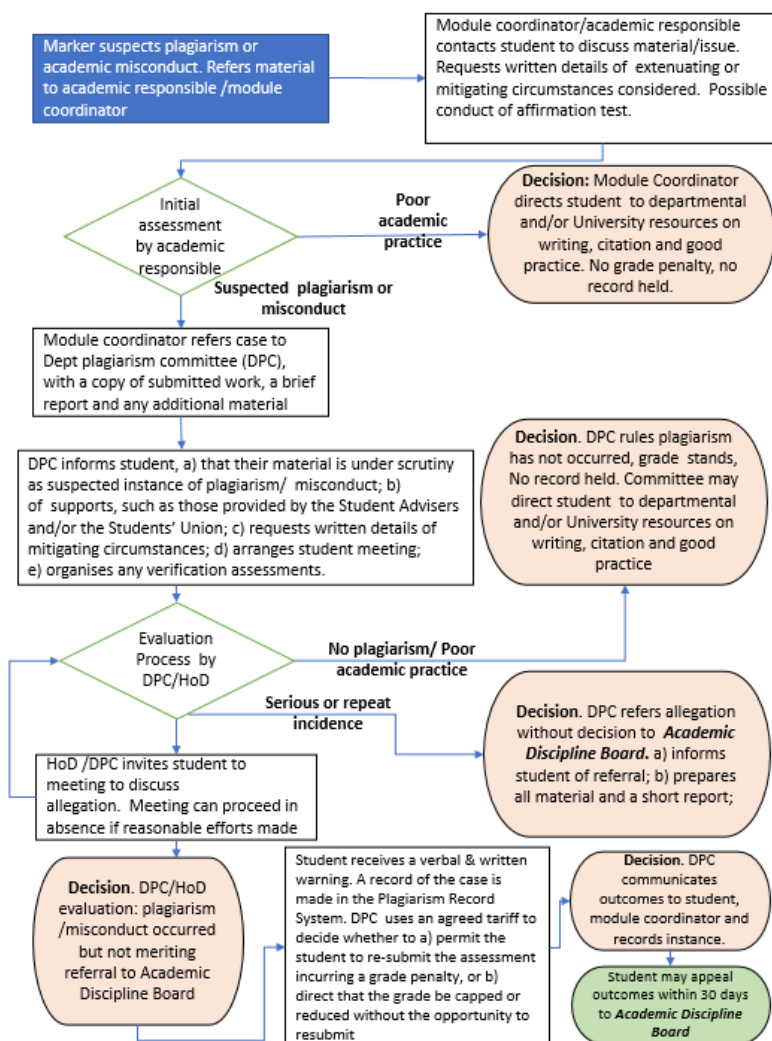 Marker suspects plagiarism or
academic misconduct. Refers material
to academic responsible /module
coordinator
Module coordinator/academic responsible
contacts student to discuss material/issue.
Requests written details of extenuating or
mitigating circumstances considered. Possible
conduct of affirmation test.
Initial
assessment
by academic
responsible
Poor
academic
practice
Decision: Module Coordinator
directs student to departmental
and/or University resources on
writing, citation and good
practice. No grade penalty, no
record held.
Suspected plagiarism or
misconduct
Module coordinator refers case to
Dept plagiarism committee (DPC),
with a copy of submitted work, a brief
report and any additional material
DPC informs student, a) that their material is under scrutiny
as suspected instance of plagiarism/ misconduct; b)
of supports, such as those provided by the Student Advisers
and/or the Students' Union; c) requests written details of
mitigating circumstances; d) arranges student meeting;
e) organises any verification assessments.
Decision. DPC rules plagiarism
has not occurred, grade stands,
No record held. Committee may
direct student to departmental
and/or University resources on
writing, citation and good
practice
Evaluation
Process by
DPC/HoD
No plagiarism/ Poor
academic practice
Serious or repeat
incidence
Decision. DPC refers allegation
without decision to Academic
Discipline Board. a) informs
student of referral; b) prepares
all material and a short report;
HoD /DPC invites student to
meeting to discuss
allegation. Meeting can proceed in
absence if reasonable efforts made
Decision. DPC/HoD
evaluation: plagiarism
/misconduct occurred
but not meriting
referral to Academic
Discipline Board
Student receives a verbal & written
warning. A record of the case is
made in the Plagiarism Record
System. DPC uses an agreed tariff to
decide whether to a) permit the
student to re-submit the assessment
incurring a grade penalty, or b)
direct that the grade be capped or
reduced without the opportunity to
resubmit
Decision. DPC
communicates
outcomes to student,
module coordinator and
records instance.
Student may appeal
outcomes within 30 days
to Academic Discipline
Board